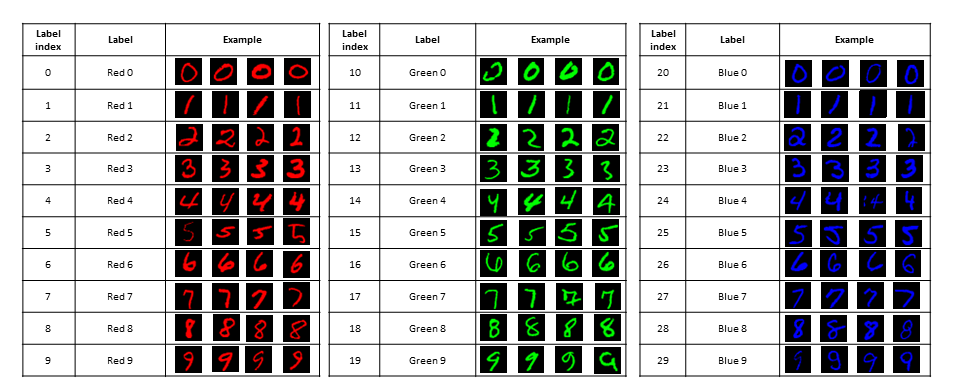 Label index Label Example Label index Label Example Label index Label Example
0 Red 0 0 0 0 0 10 Green 0 0 0 0 0 20 Blue 0 0 0 0 0
1 Red 1 1 1 1 1 11 Green 1 1 1 1 1 21 Blue 1 1 1 1 1
2 Red 2 2 2 2 2 12 Green 2 2 2 2 2 22 Blue 2 2 2 2 2
3 Red 3 3 3 3 3 13 Green 3 3 3 3 3 23 Blue 3 3 3 3 3
4 Red 4 4 4 4 4 14 Green 4 4 4 4 4 24 Blue 4 4 4 4 4
5 Red 5 5 5 5 5 15 Green 5 5 5 5 5 25 Blue 5 5 5 5 5
6 Red 6 6 6 6 6 16 Green 6 6 6 6 6 26 Blue 6 6 6 6 6
7 Red 7 7 7 7 7 17 Green 7 7 7 7 7 27 Blue 7 7 7 7 7
8 Red 8 8 8 8 8 18 Green 8 8 8 8 8 28 Blue 8 8 8 8 8
9 Red 9 9 9 9 9 19 Green 9 9 9 9 9 29 Blue 9 9 9 9 9